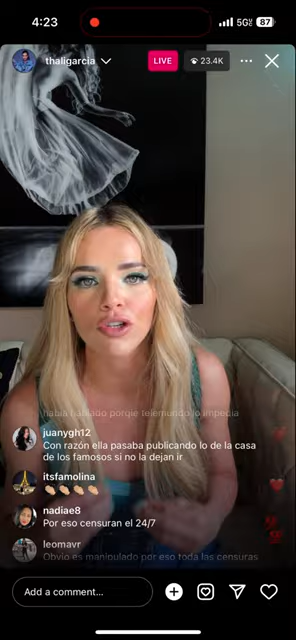 4:23
5G
87
thaligarcia
LIVE
23.4K
había hablado porqie telemundo lo impedia
juanygh12
Con razón ella pasaba publicando lo de la casa
de los famosos si no la dejan ir
itsfamolina
👏🏼👏🏼👏🏼👏🏼
nadiae8
Por eso censuran el 24/7
leomavr
Obvio es manipulado por eso toda las censuras
Add a comment...